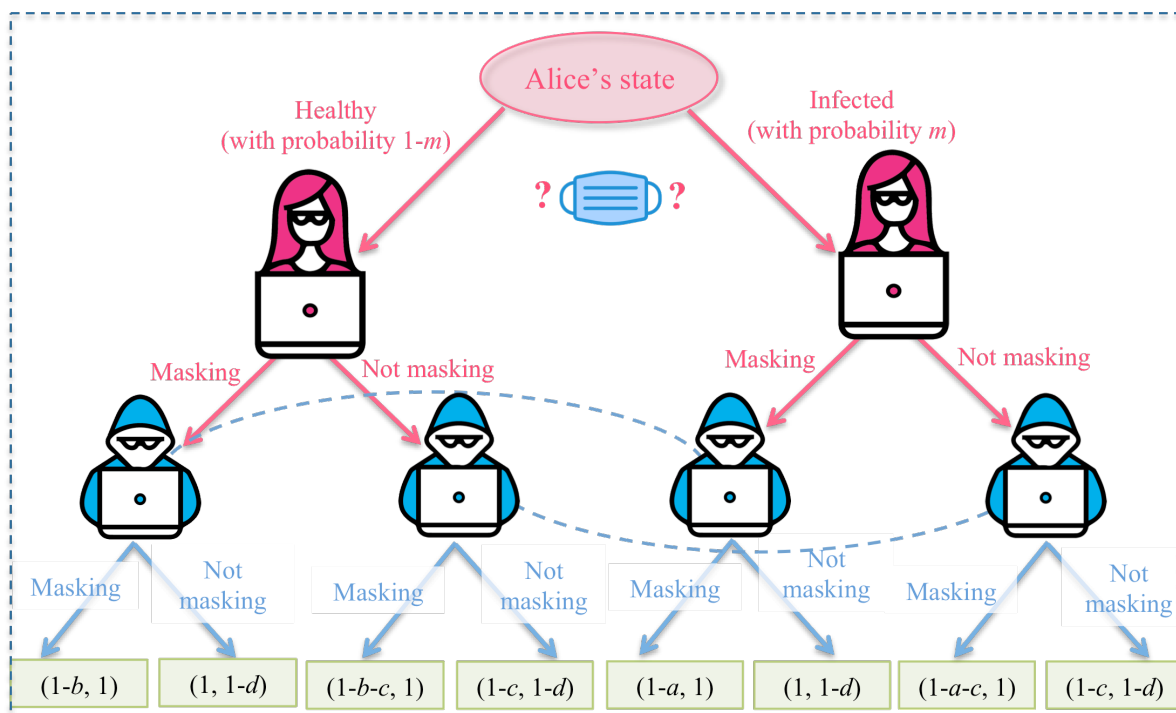 Alice's state
Healthy
(with probability 1-m)
Infected
(with probability m)
? ?
Masking
Not masking
Masking
Not masking
Masking
Not
masking
Masking
Not
masking
Masking
Not
masking
Masking
Not
masking
(1-b, 1)
(1, 1-d)
(1-b-c, 1)
(1-c, 1-d)
(1-a, 1)
(1, 1-d)
(1-a-c, 1)
(1-c, 1-d)